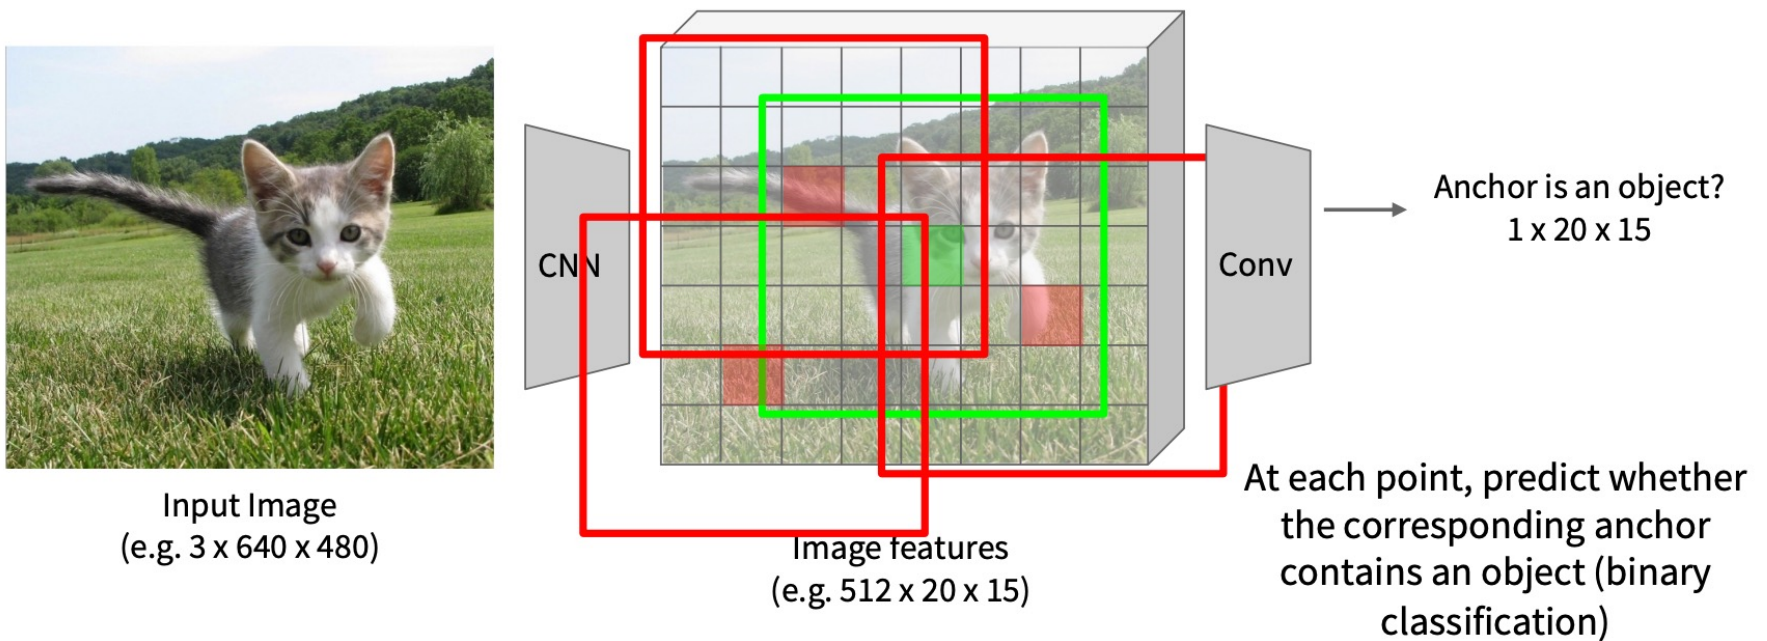 CNN
Conv
Anchor is an object?
1 x 20 x 15
Input Image
(e.g. 3 x 640 x 480)
Image features
(e.g. 512 x 20 x 15)
At each point, predict whether
the corresponding anchor
contains an object (binary
classification)